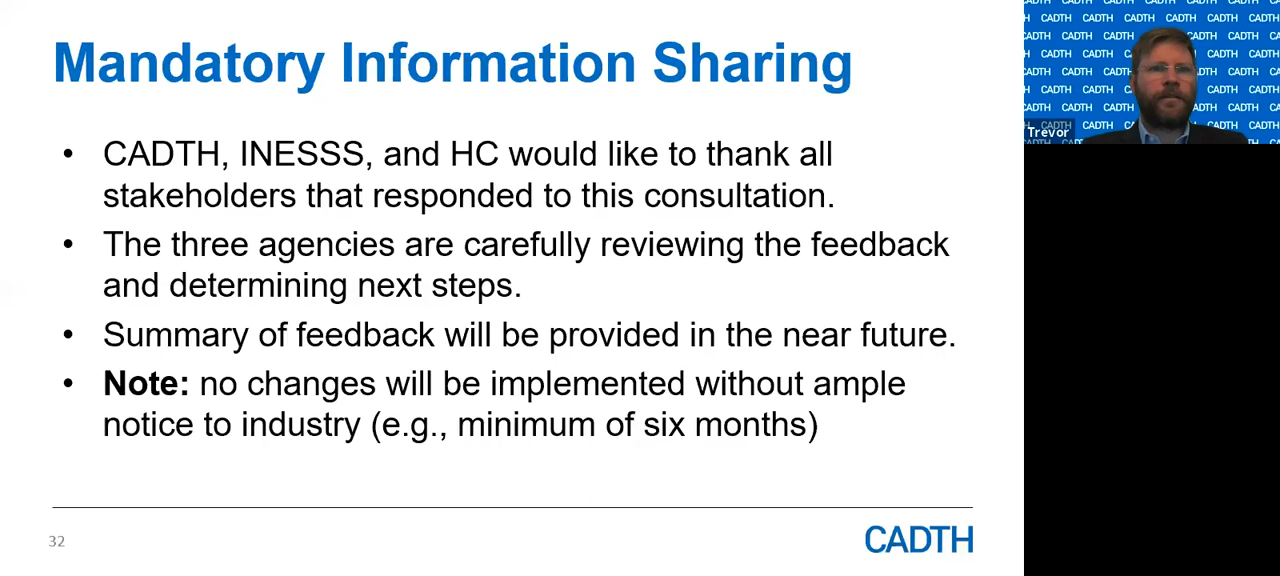 Mandatory Information Sharing
• CADTH, INESSS, and HC would like to thank all
stakeholders that responded to this consultation.
• The three agencies are carefully reviewing the feedback
and determining next steps.
• Summary of feedback will be provided in the near future.
• Note: no changes will be implemented without ample
notice to industry (e.g., minimum of six months)
32
CADTH
Trevor